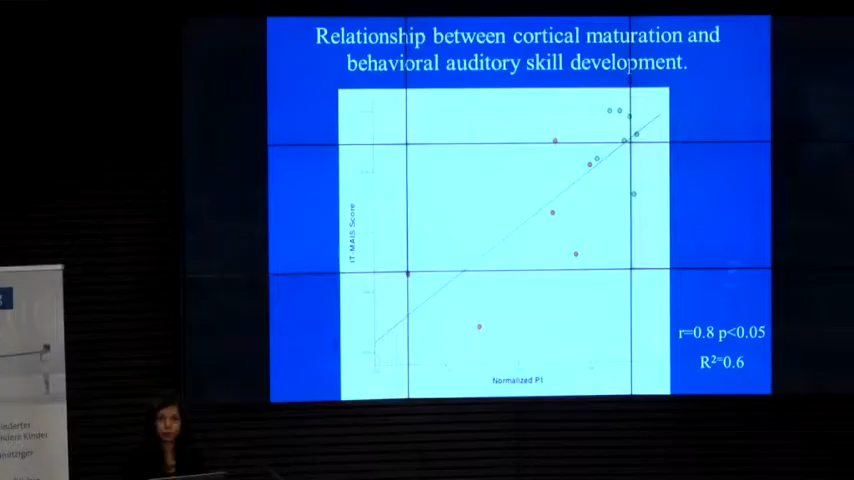 Relationship between cortical maturation and
behavioral auditory skill development.
IT-MAIS Score
Normalized P1
r=0.8 p<0.05
R²=0.6